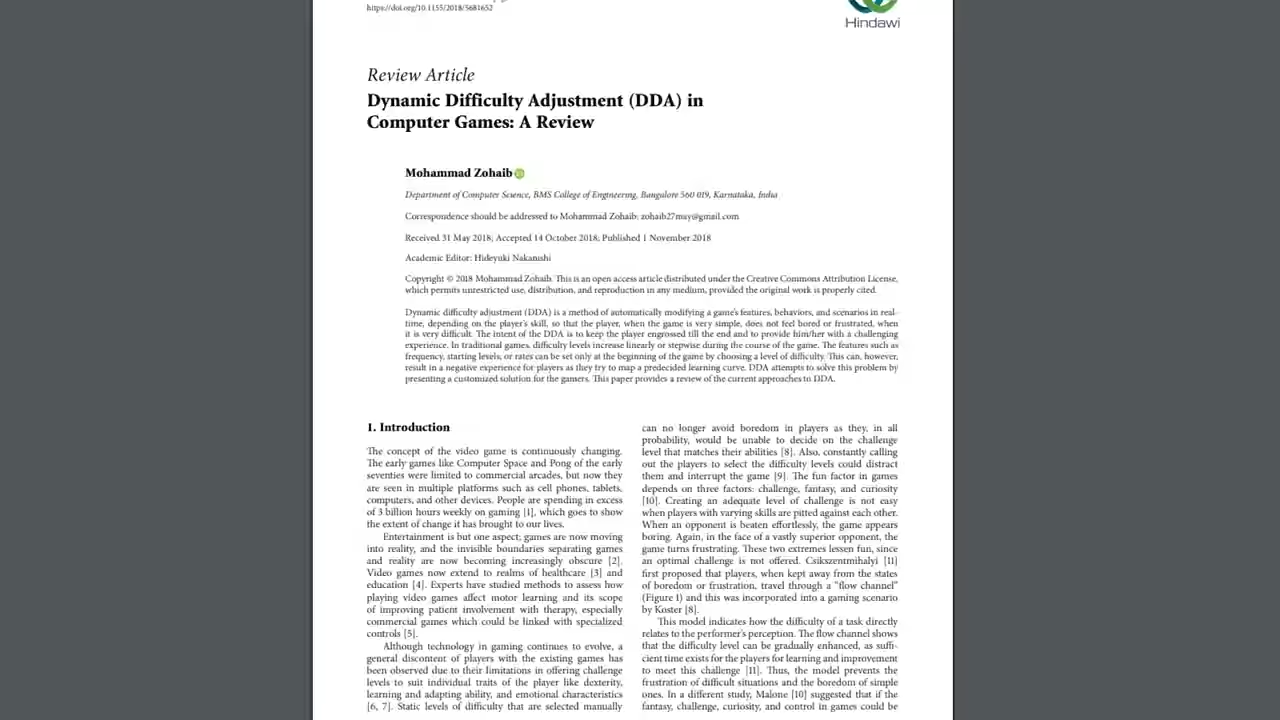 https://doi.org/10.1155/2018/5681652
Hindawi
Review Article
Dynamic Difficulty Adjustment (DDA) in
Computer Games: A Review
Mohammad Zohaib
Department of Computer Science, BMS College of Engineering, Bangalore 560 019, Karnataka, India
Correspondence should be addressed to Mohammad Zohaib; zohaib27may@gmail.com
Received 31 May 2018; Accepted 14 October 2018; Published 1 November 2018
Academic Editor: Hideyuki Nakanishi
Copyright © 2018 Mohammad Zohaib. This is an open access article distributed under the Creative Commons Attribution License,
which permits unrestricted use, distribution, and reproduction in any medium, provided the original work is properly cited.
Dynamic difficulty adjustment (DDA) is a method of automatically modifying a game's features, behaviors, and scenarios in real-
time, depending on the player's skill, so that the player, when the game is very simple, does not feel bored or frustrated, when
it is very difficult. The intent of the DDA is to keep the player engrossed till the end and to provide him/her with a challenging
experience. In traditional games, difficulty levels increase linearly or stepwise during the course of the game. The features such as
frequency, starting levels, or rates can be set only at the beginning of the game by choosing a level of difficulty. This can, however,
result in a negative experience for players as they try to map a predecided learning curve. DDA attempts to solve this problem by
presenting a customized solution for the gamers. This paper provides a review of the current approaches to DDA.
1. Introduction
The concept of the video game is continuously changing.
The early games like Computer Space and Pong of the early
seventies were limited to commercial arcades, but now they
are seen in multiple platforms such as cell phones, tablets,
computers, and other devices. People are spending in excess
of 3 billion hours weekly on gaming [1], which goes to show
the extent of change it has brought to our lives.
Entertainment is but one aspect; games are now moving
into reality, and the invisible boundaries separating games
and reality are now becoming increasingly obscure [2].
Video games now extend to realms of healthcare [3] and
education [4]. Experts have studied methods to assess how
playing video games affect motor learning and its scope
of improving patient involvement with therapy, especially
commercial games which could be linked with specialized
controls [5].
Although technology in gaming continues to evolve, a
general discontent of players with the existing games has
been observed due to their limitations in offering challenge
levels to suit individual traits of the player like dexterity,
learning and adapting ability, and emotional characteristics
[6, 7]. Static levels of difficulty that are selected manually
can no longer avoid boredom in players as they, in all
probability, would be unable to decide on the challenge
level that matches their abilities [8]. Also, constantly calling
out the players to select the difficulty levels could distract
them and interrupt the game [9]. The fun factor in games
depends on three factors: challenge, fantasy, and curiosity
[10]. Creating an adequate level of challenge is not easy
when players with varying skills are pitted against each other.
When an opponent is beaten effortlessly, the game appears
boring. Again, in the face of a vastly superior opponent, the
game turns frustrating. These two extremes lessen fun, since
an optimal challenge is not offered. Csikszentmihalyi [11]
first proposed that players, when kept away from the states
of boredom or frustration, travel through a "flow channel"
(Figure 1) and this was incorporated into a gaming scenario
by Koster [8].
This model indicates how the difficulty of a task directly
relates to the performer's perception. The flow channel shows
that the difficulty level can be gradually enhanced, as suffi-
cient time exists for the players for learning and improvement
to meet this challenge [11]. Thus, the model prevents the
frustration of difficult situations and the boredom of simple
ones. In a different study, Malone [10] suggested that if the
fantasy, challenge, curiosity, and control in games could be